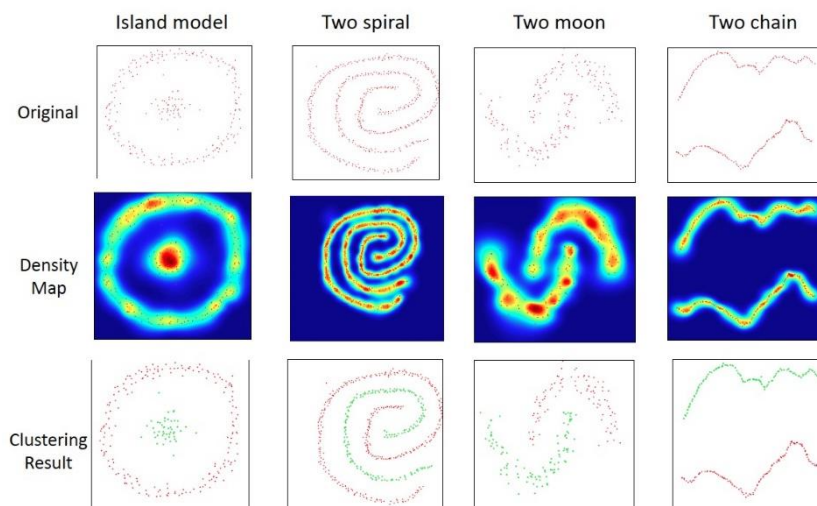 Island model
Two spiral
Two moon
Two chain
Original
Density
Map
Clustering
Result